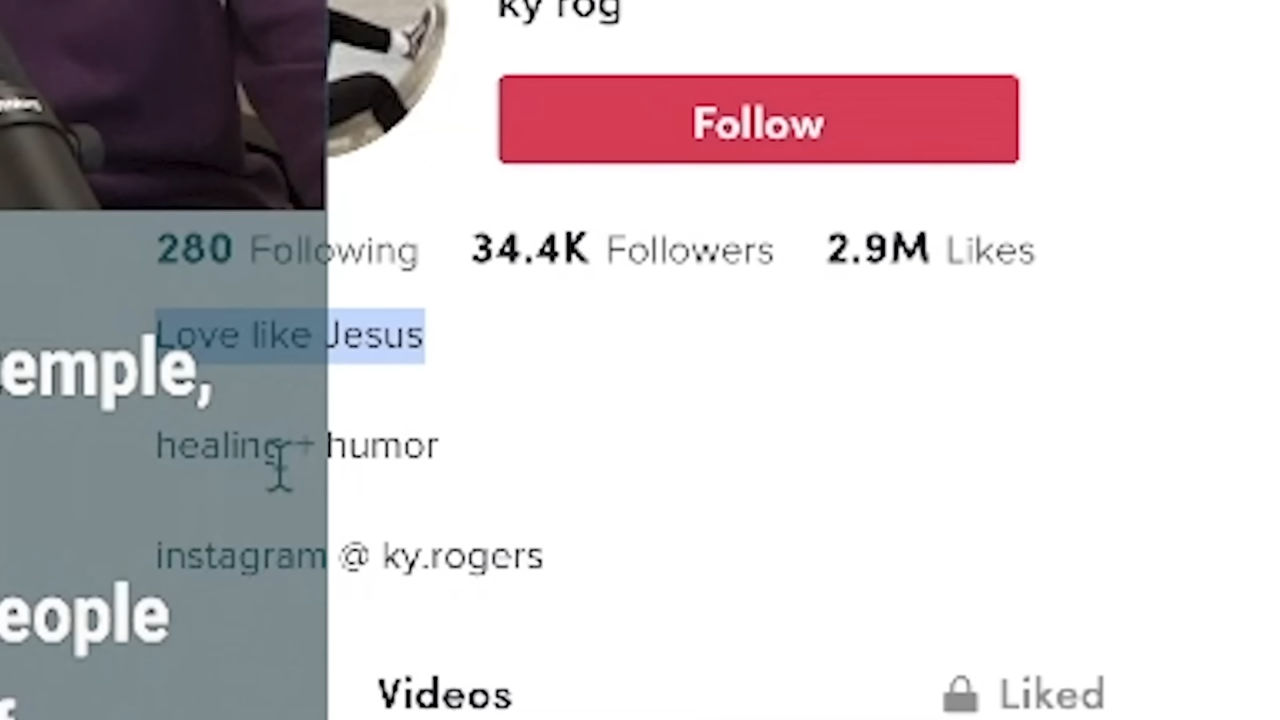 ky rog
Follow
280 Following 34.4K Followers 2.9M Likes
Love like Jesus
emple,
healing + humor
instagram @ ky.rogers
eople
Videos Liked